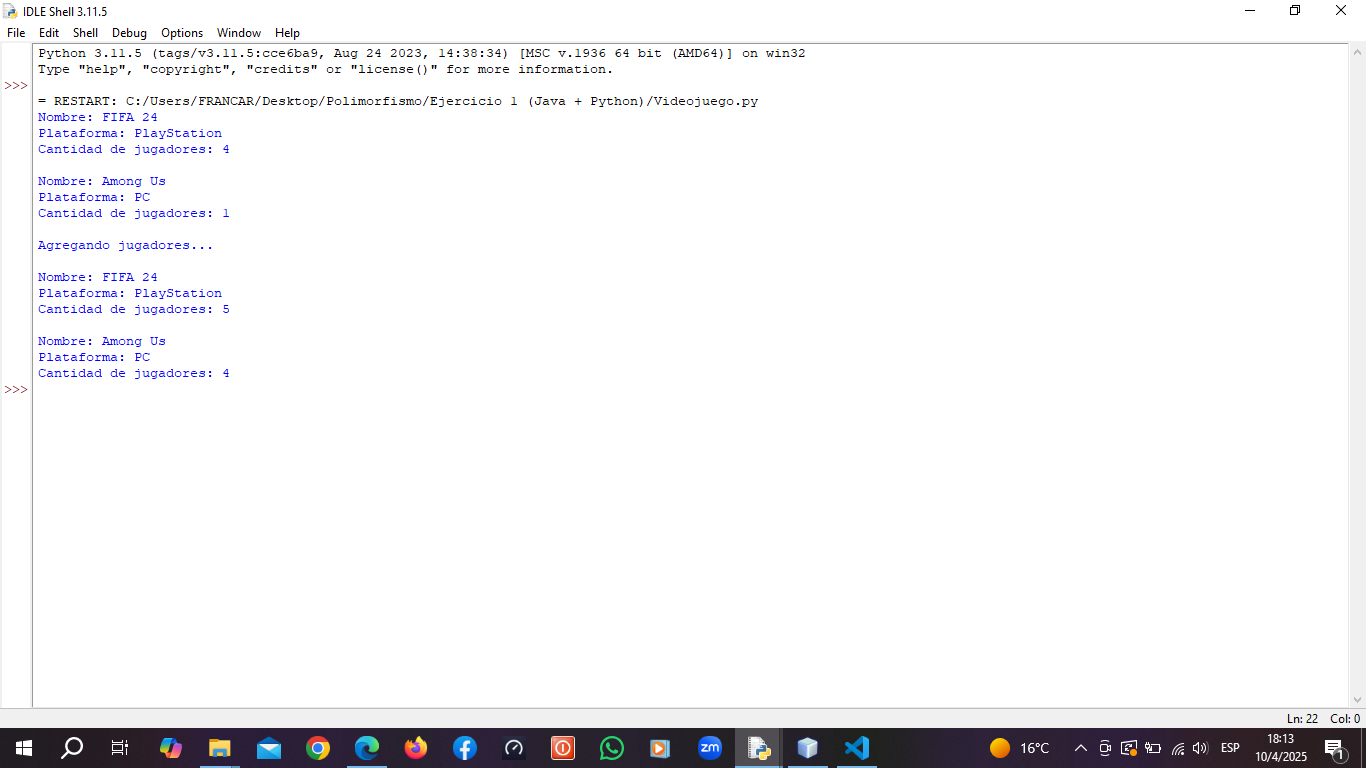 IDLE Shell 3.11.5
File Edit Shell Debug Options Window Help
Python 3.11.5 (tags/v3.11.5:cce6ba9, Aug 24 2023, 14:38:34) [MSC v.1936 64 bit (AMD64)] on win32
Type "help", "copyright", "credits" or "license()" for more information.
>>>
= RESTART: C:/Users/FRANCAR/Desktop/Polimorfismo/Ejercicio 1 (Java + Python)/Videojuego.py
Nombre: FIFA 24
Plataforma: PlayStation
Cantidad de jugadores: 4
Nombre: Among Us
Plataforma: PC
Cantidad de jugadores: 1
Agregando jugadores...
Nombre: FIFA 24
Plataforma: PlayStation
Cantidad de jugadores: 5
Nombre: Among Us
Plataforma: PC
Cantidad de jugadores: 4
>>>
Ln: 22 Col: 0
zm
16°C
ESP
18:13
10/4/2025
1